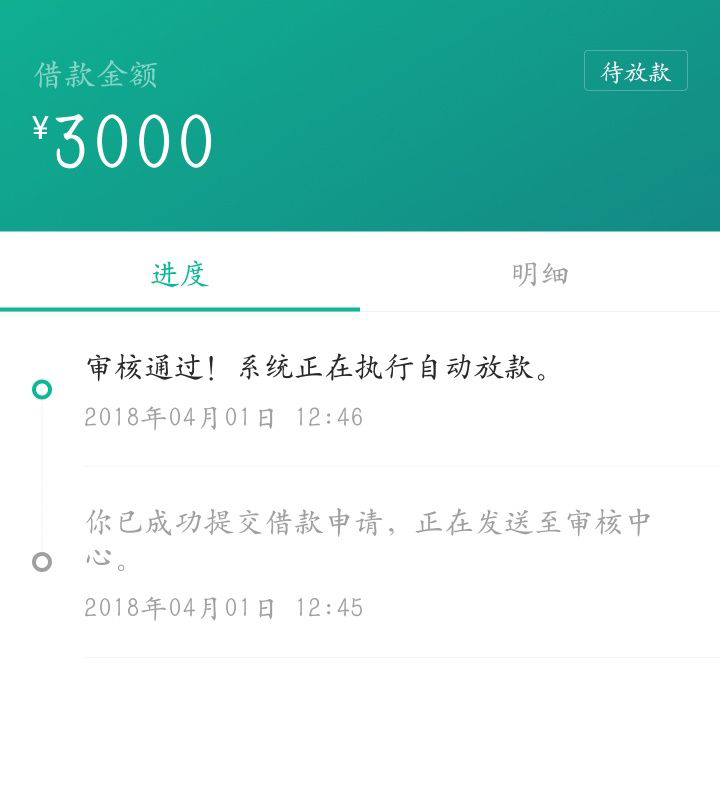 借款金额
待放款
¥3000
进度
明细
审核通过！系统正在执行自动放款。
2018年04月01日 12:46
你已成功提交借款申请，正在发送至审核中
心。
2018年04月01日 12:45